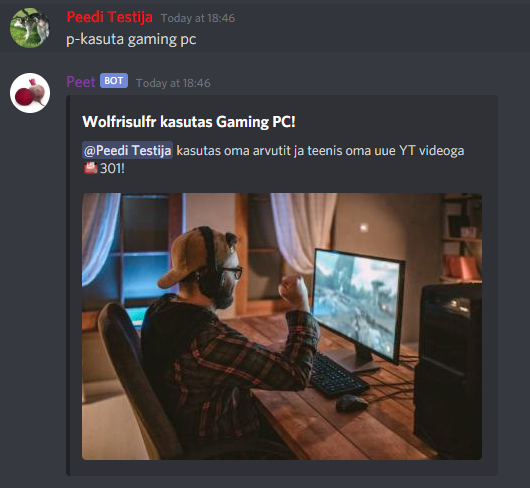 Peedi Testija Today at 18:46
p-kasuta gaming pc
Peet BOT Today at 18:46
Wolfrisulfr kasutas Gaming PC!
@Peedi Testija kasutas oma arvutit ja teenis oma uue YT videoga
301!